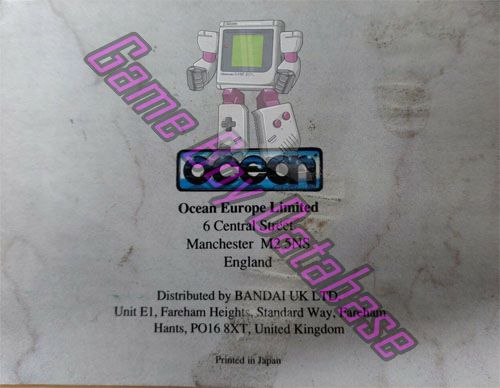 Game Boy Database
ocean
Ocean Europe Limited
6 Central Street
Manchester M2 5NS
England
Distributed by BANDAI UK LTD
Unit E1, Fareham Heights, Standard Way, Fareham
Hants, PO16 8XT, United Kingdom
Printed in Japan